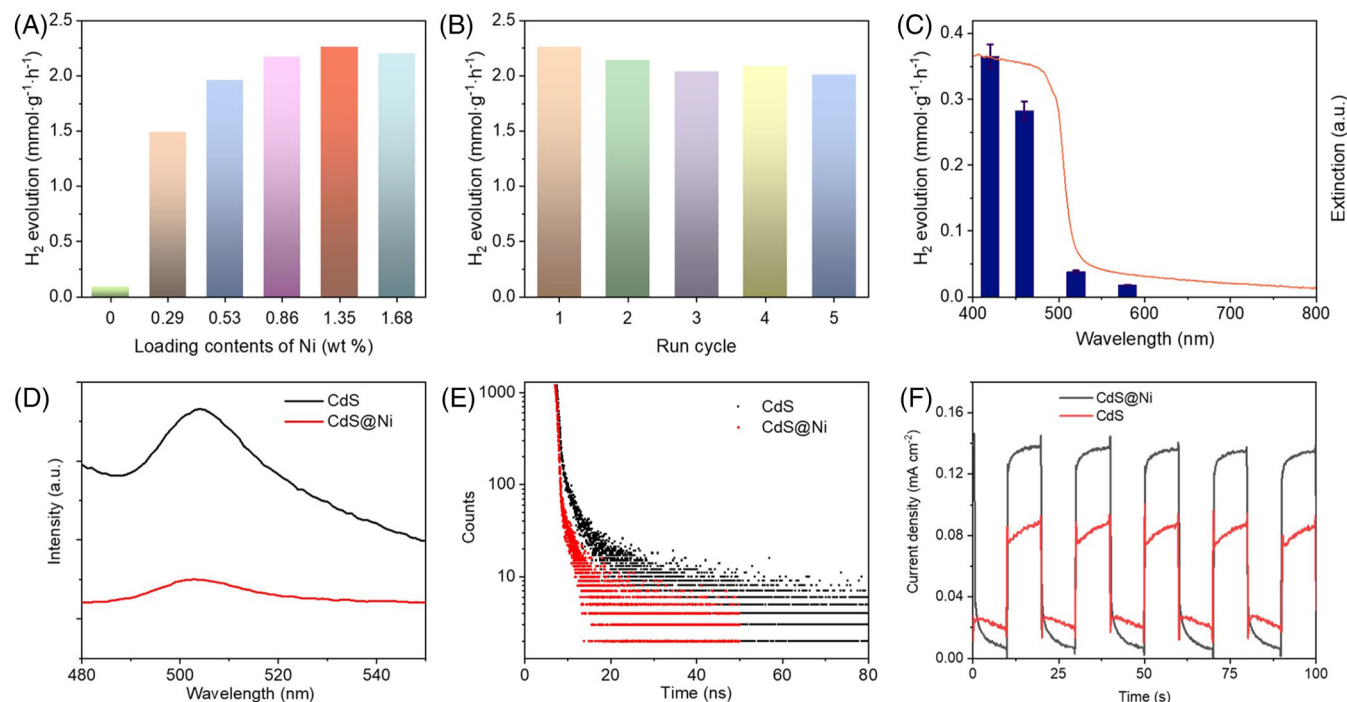 (A)
H₂ evolution (mmol·g⁻¹·h⁻¹)
2.5
2.0
1.5
1.0
0.5
0.0
0 0.29 0.53 0.86 1.35 1.68
Loading contents of Ni (wt %)
(B)
H₂ evolution (mmol·g⁻¹·h⁻¹)
2.5
2.0
1.5
1.0
0.5
0.0
1 2 3 4 5
Run cycle
(C)
H₂ evolution (mmol·g⁻¹·h⁻¹)
0.4
0.3
0.2
0.1
0.0
400 500 600 700 800
Wavelength (nm)
Extinction (a.u.)
(D)
Intensity (a.u.)
CdS
CdS@Ni
480 500 520 540
Wavelength (nm)
(E)
Counts
1000
100
10
CdS
CdS@Ni
0 20 40 60 80
Time (ns)
(F)
Current density (mA cm⁻²)
0.16
0.12
0.08
0.04
0.00
CdS@Ni
CdS
0 25 50 75 100
Time (s)